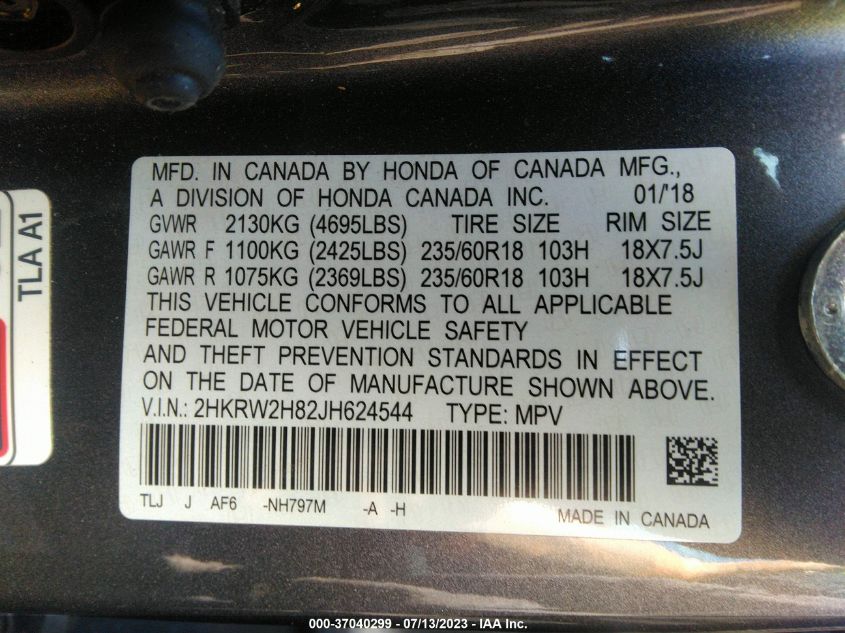 MFD. IN CANADA BY HONDA OF CANADA MFG.,
A DIVISION OF HONDA CANADA INC. 01/'18
GVWR 2130KG (4695LBS) TIRE SIZE RIM SIZE
GAWR F 1100KG (2425LBS) 235/60R18 103H 18X7.5J
GAWR R 1075KG (2369LBS) 235/60R18 103H 18X7.5J
THIS VEHICLE CONFORMS TO ALL APPLICABLE
FEDERAL MOTOR VEHICLE SAFETY
AND THEFT PREVENTION STANDARDS IN EFFECT
ON THE DATE OF MANUFACTURE SHOWN ABOVE.
V.I.N.: 2HKRW2H82JH624544 TYPE: MPV
TLJ J AF6 -NH797M -A -H
MADE IN CANADA
TLA A1
000-37040299 - 07/13/2023 - IAA Inc.